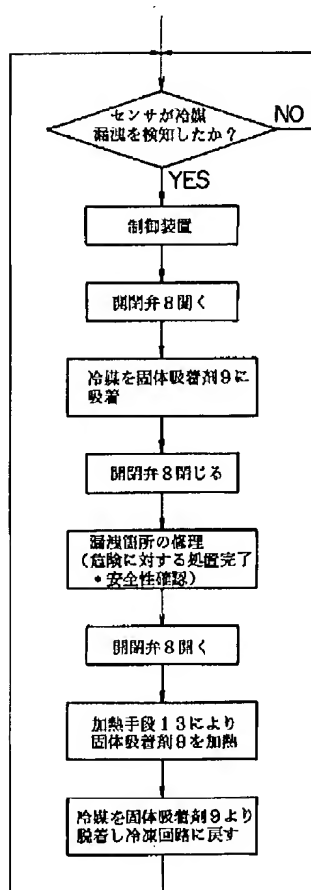 センサが冷媒
漏洩を検知したか？
NO
YES
制御装置
開閉弁８開く
冷媒を固体吸着剤９に
吸着
開閉弁８閉じる
漏洩箇所の修理
（危険に対する処置完了
・安全性確認）
開閉弁８開く
加熱手段１３により
固体吸着剤９を加熱
冷媒を固体吸着剤９より
脱着し冷凍回路に戻す